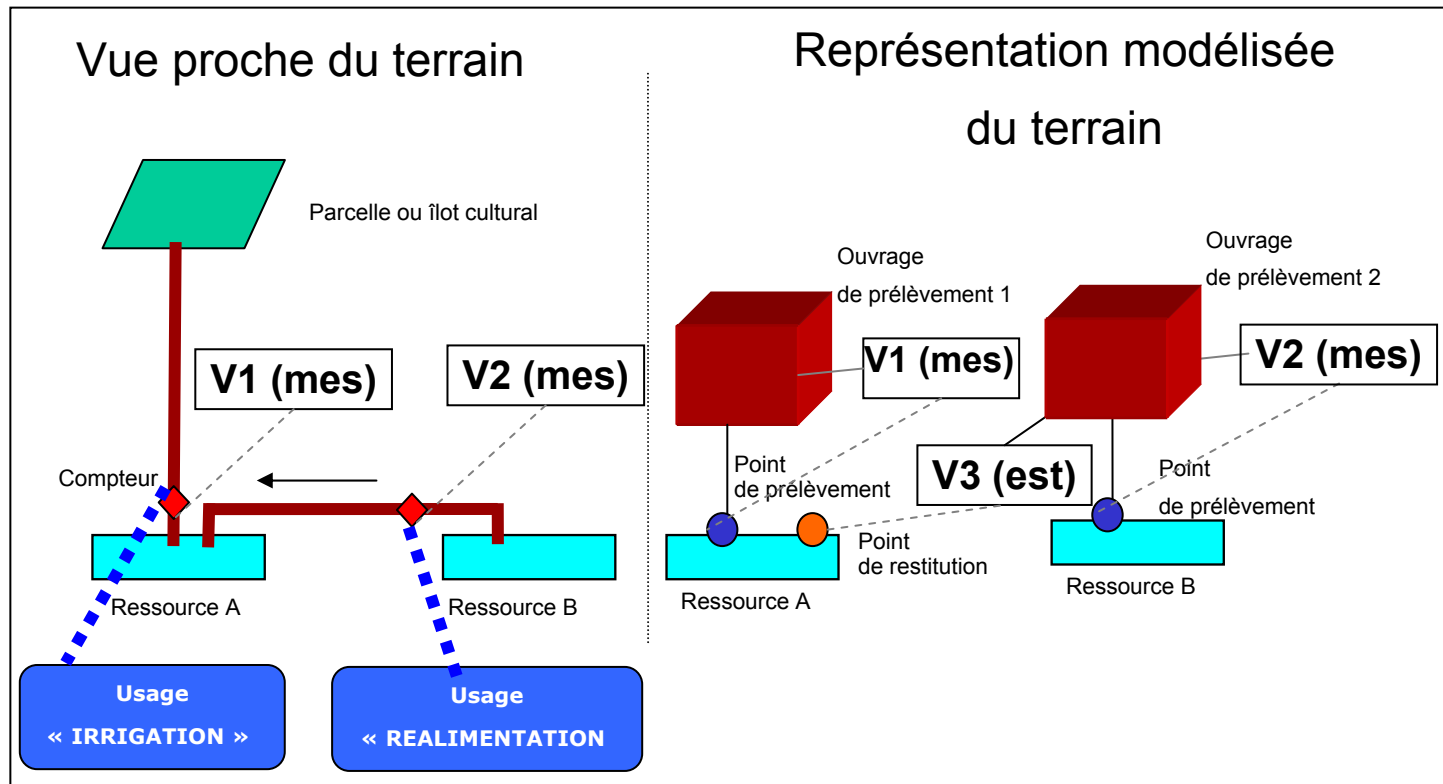 Vue proche du terrain
Parcelle ou îlot cultural
V1 (mes)
V2 (mes)
Compteur
Ressource A
Ressource B
Usage
« IRRIGATION »
Usage
« REALIMENTATION
Représentation modélisée
du terrain
Ouvrage
de prélèvement 1
Ouvrage
de prélèvement 2
V1 (mes)
V2 (mes)
Point
de prélèvement
V3 (est)
Point
de prélèvement
Point
de restitution
Ressource A
Ressource B